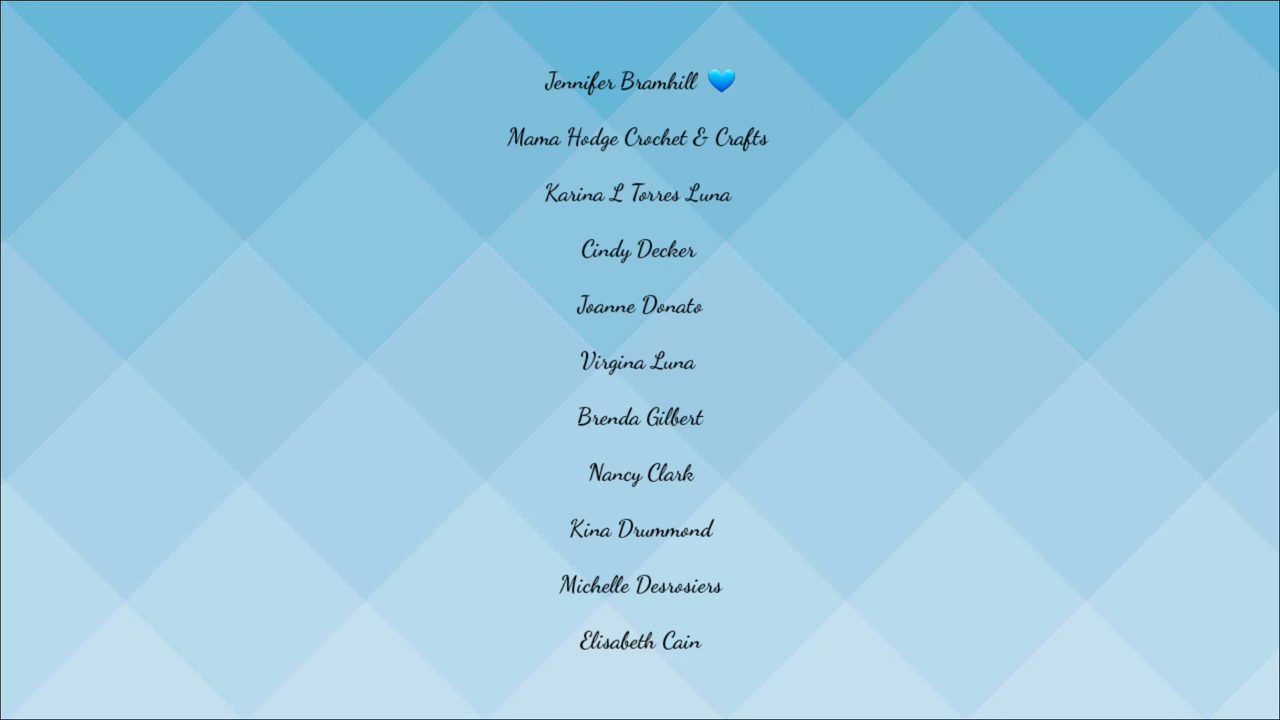 Jennifer Bramhill 💙
Mama Hodge Crochet & Crafts
Karina L Torres Luna
Cindy Decker
Joanne Donato
Virgina Luna
Brenda Gilbert
Nancy Clark
Kina Drummond
Michelle Desrosiers
Elisabeth Cain